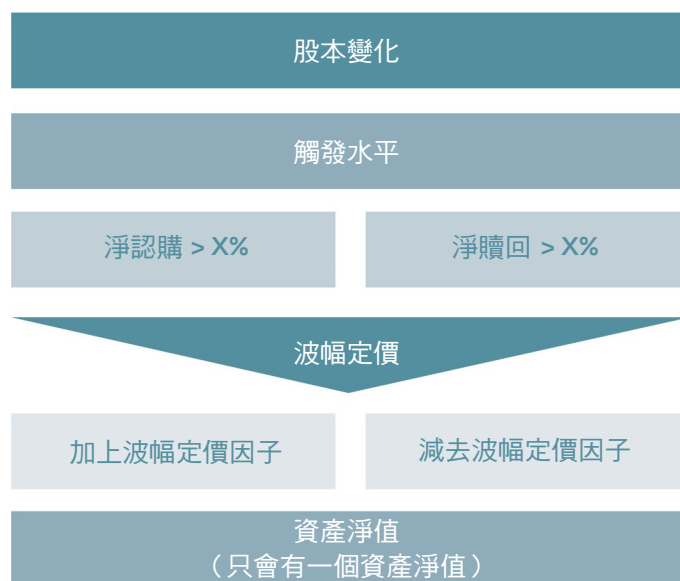 股本變化
觸發水平
淨認購 > X%
淨贖回 > X%
波幅定價
加上波幅定價因子
減去波幅定價因子
資產淨值
（只會有一個資產淨值）